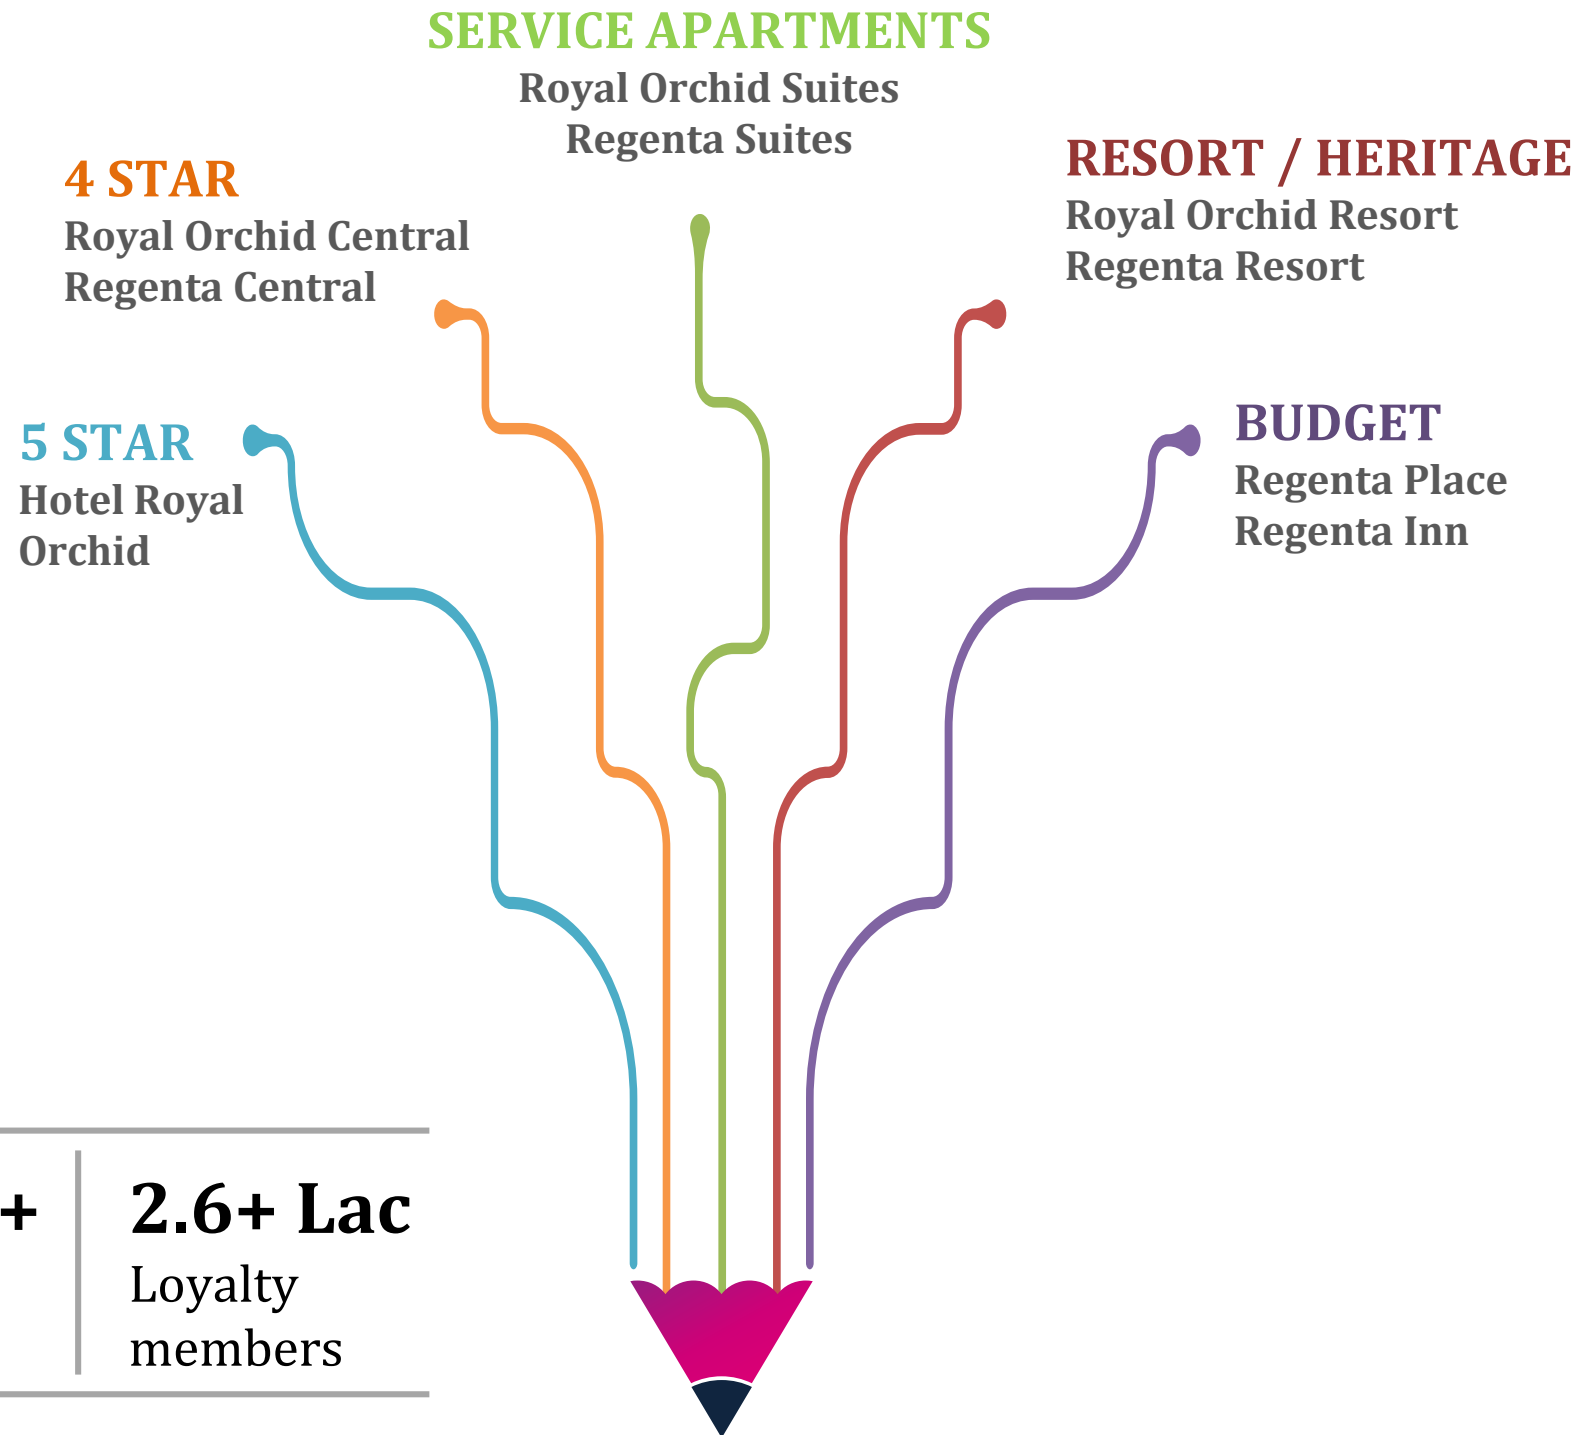 SERVICE APARTMENTS
Royal Orchid Suites
Regenta Suites
4 STAR
Royal Orchid Central
Regenta Central
RESORT / HERITAGE
Royal Orchid Resort
Regenta Resort
5 STAR
Hotel Royal
Orchid
BUDGET
Regenta Place
Regenta Inn
+
2.6+ Lac
Loyalty
members